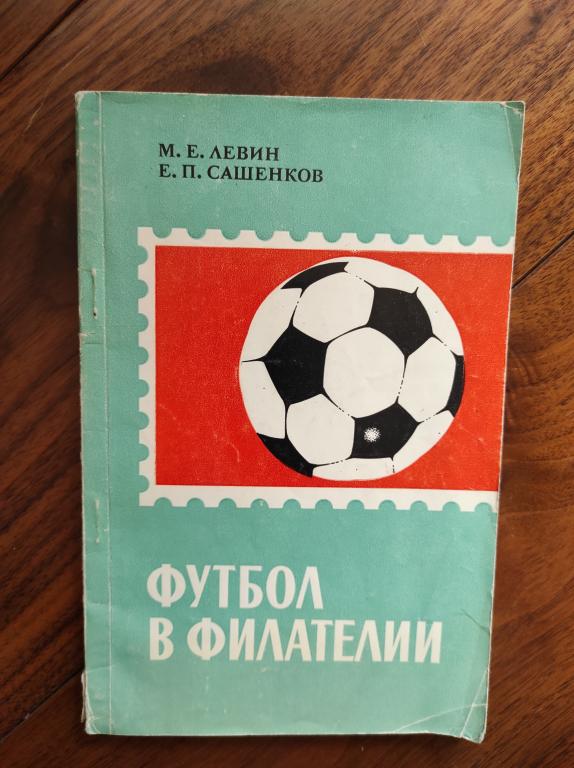 М. Е. ЛЕВИН
Е. П. САШЕНКОВ
ФУТБОЛ
В ФИЛАТЕЛИИ